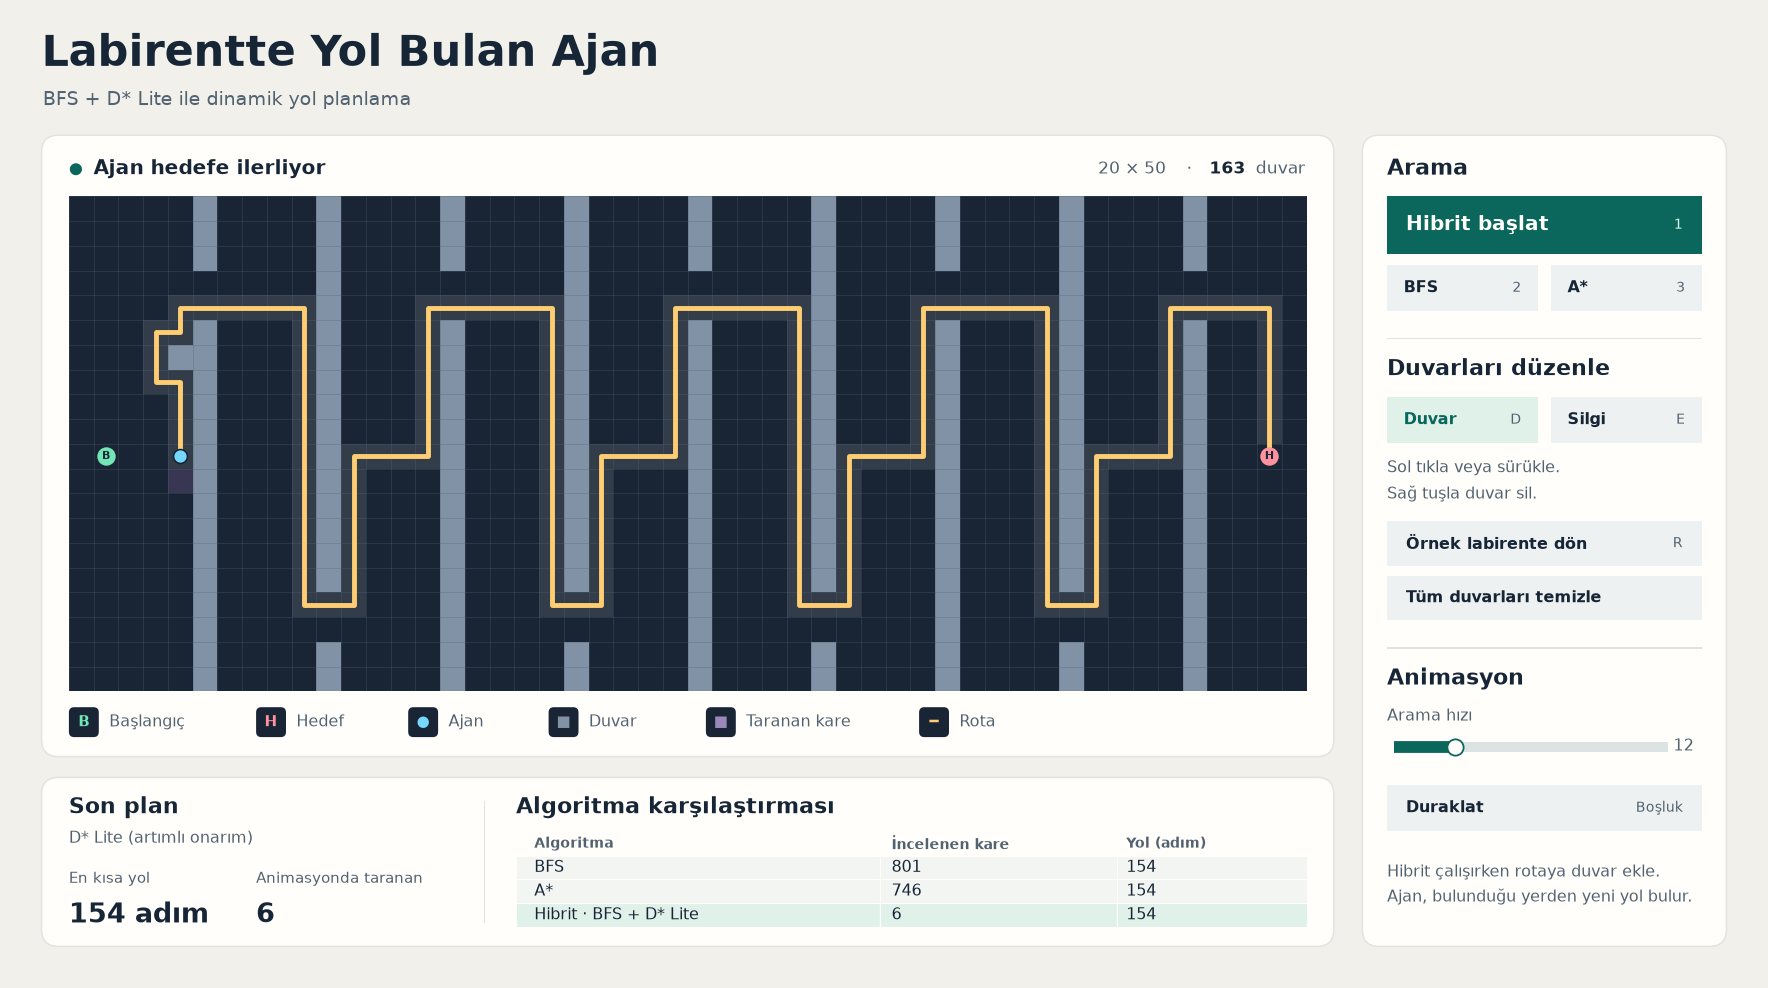 Labirentte Yol Bulan Ajan
BFS + D* Lite ile dinamik yol planlama
● Ajan hedefe ilerliyor
20 × 50 · 163 duvar
B
H
B Başlangıç
H Hedef
Ajan
Duvar
Taranan kare
Rota
Son plan
D* Lite (artımlı onarım)
En kısa yol
154 adım
Animasyonda taranan
6
Algoritma karşılaştırması
Algoritma İncelenen kare Yol (adım)
BFS 801 154
A* 746 154
Hibrit · BFS + D* Lite 6 154
Arama
Hibrit başlat 1
BFS 2
A* 3
Duvarları düzenle
Duvar D
Silgi E
Sol tıkla veya sürükle.
Sağ tuşla duvar sil.
Örnek labirente dön R
Tüm duvarları temizle
Animasyon
Arama hızı
12
Duraklat Boşluk
Hibrit çalışırken rotaya duvar ekle.
Ajan, bulunduğu yerden yeni yol bulur.